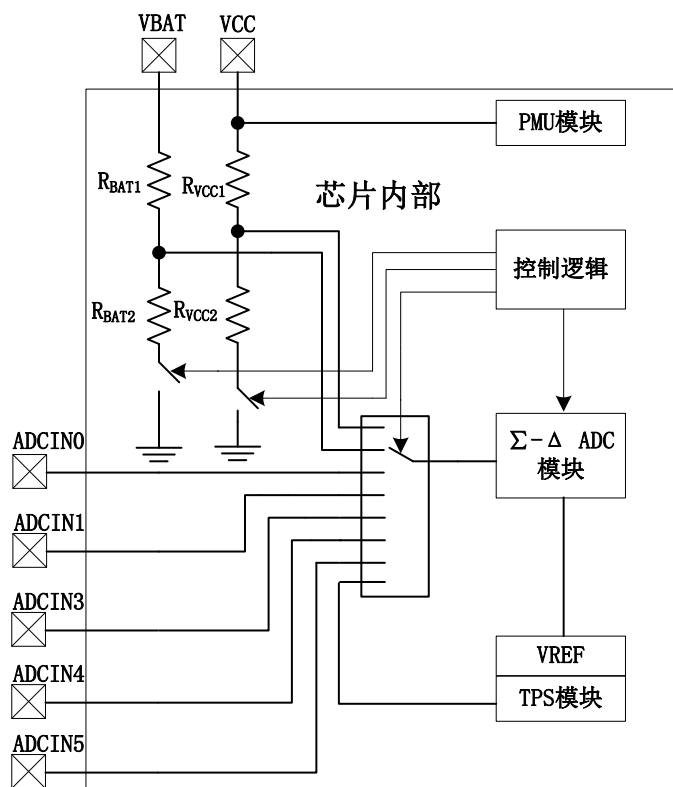 VBAT VCC
PMU模块
RBAT1 RVCC1
芯片内部
控制逻辑
RBAT2 RVCC2
ADCIN0
Σ-Δ ADC
模块
ADCIN1
ADCIN3
VREF
ADCIN4
TPS模块
ADCIN5